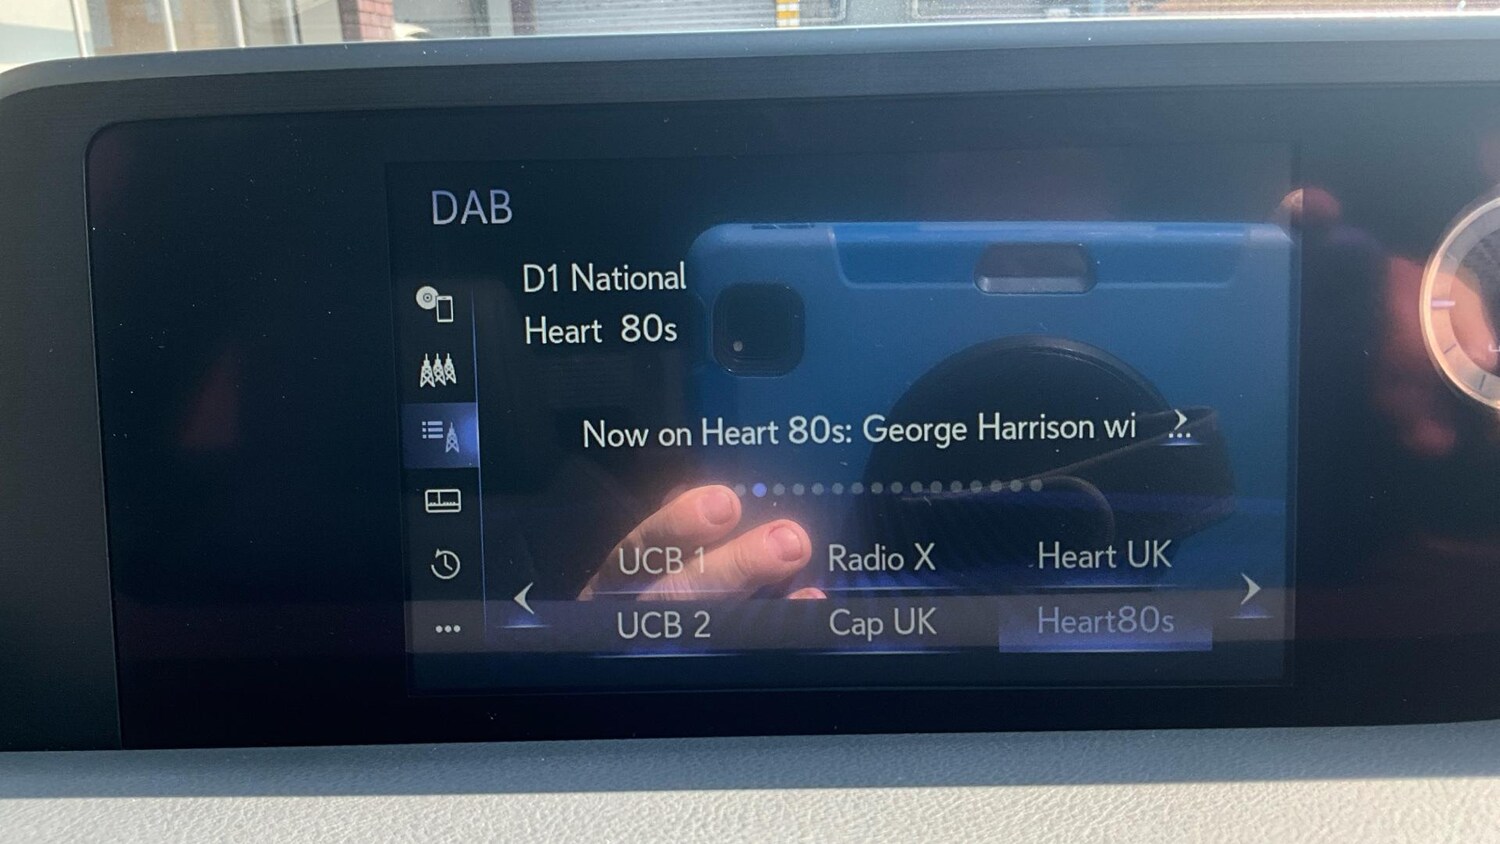 DAB
D1 National
Heart 80s
Now on Heart 80s: George Harrison wi
UCB 1 Radio X Heart UK
UCB 2 Cap UK Heart80s